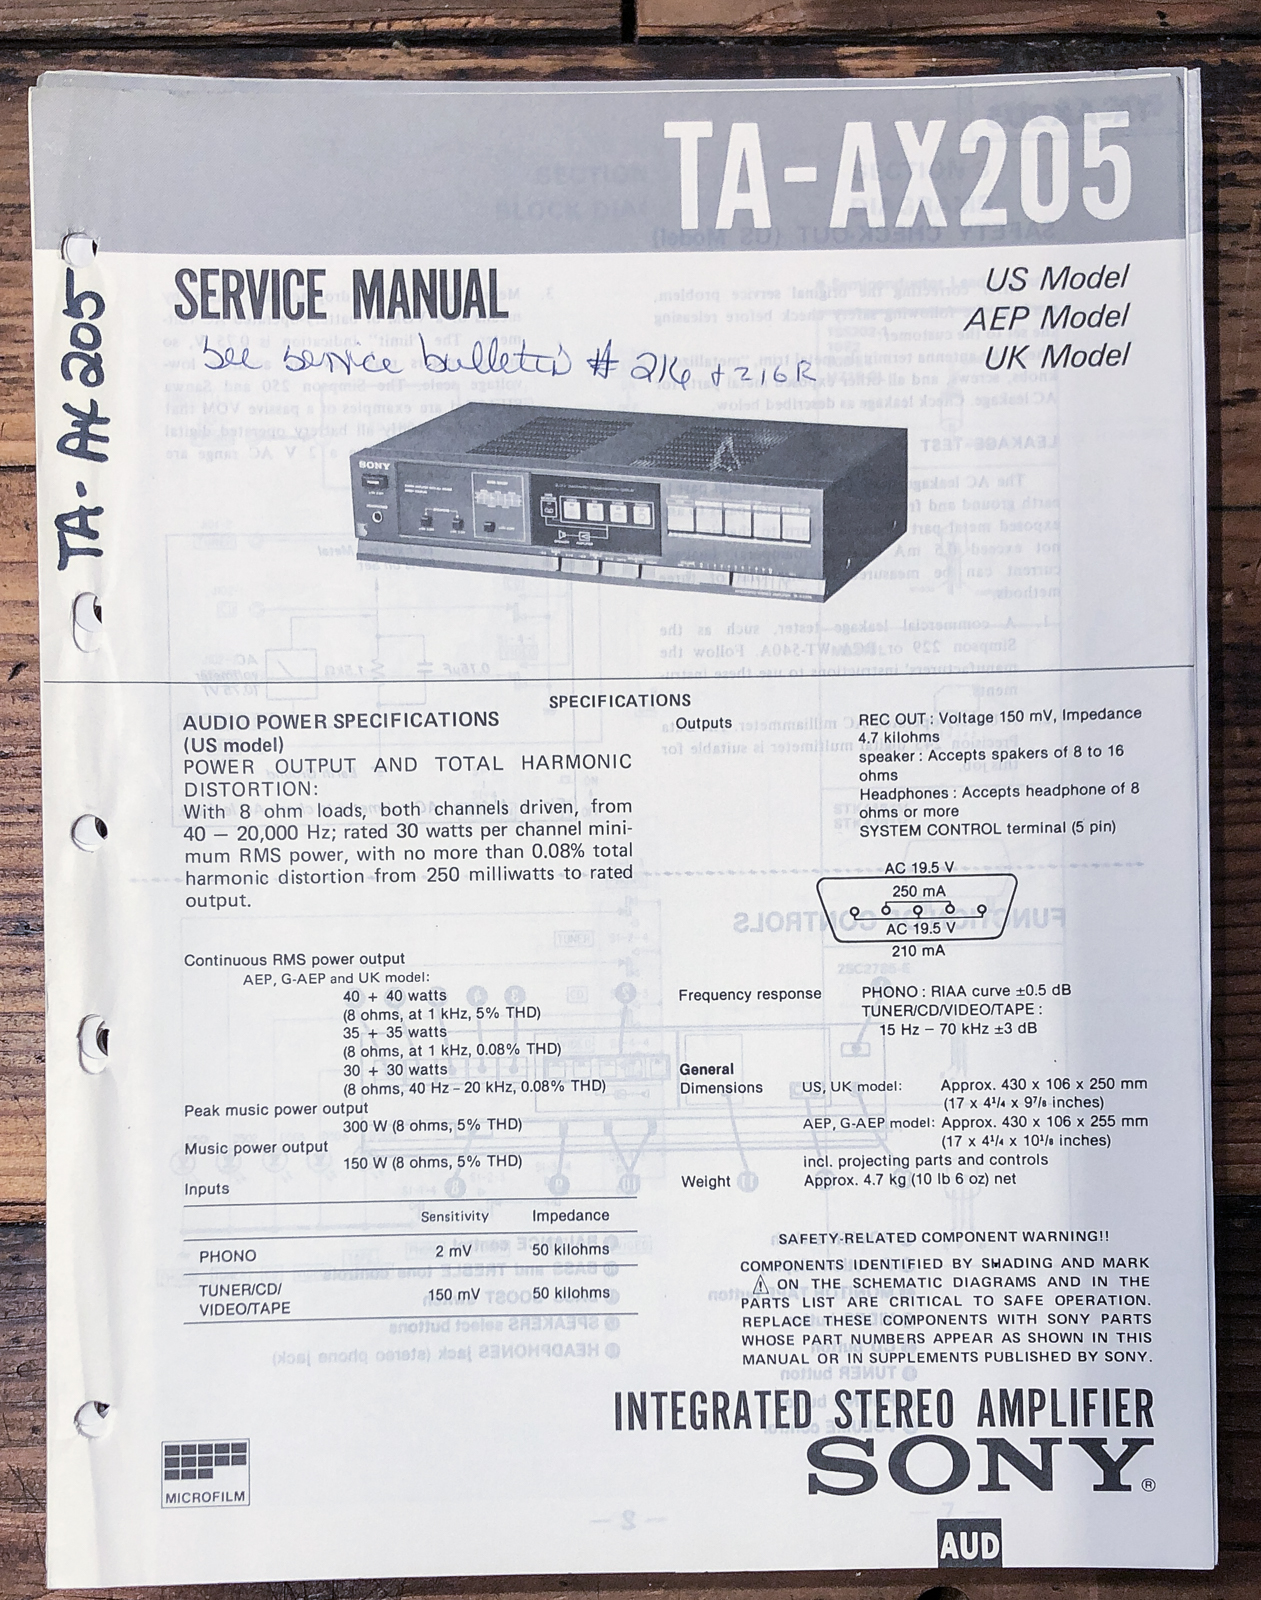 TA-AX205
SERVICE MANUAL
US Model
AEP Model
UK Model
See service bulletin # 216 + 216R
TA-AX 205
SONY
SPECIFICATIONS
AUDIO POWER SPECIFICATIONS
(US model)
POWER OUTPUT AND TOTAL HARMONIC
DISTORTION:
With 8 ohm loads, both channels driven, from
40 – 20,000 Hz; rated 30 watts per channel mini-
mum RMS power, with no more than 0.08% total
harmonic distortion from 250 milliwatts to rated
output.
Continuous RMS power output
AEP, G-AEP and UK model:
40 + 40 watts
(8 ohms, at 1 kHz, 5% THD)
35 + 35 watts
(8 ohms, at 1 kHz, 0.08% THD)
30 + 30 watts
(8 ohms, 40 Hz – 20 kHz, 0.08% THD)
Peak music power output
300 W (8 ohms, 5% THD)
Music power output
150 W (8 ohms, 5% THD)
Inputs
Sensitivity Impedance
PHONO 2 mV 50 kilohms
TUNER/CD/ 150 mV 50 kilohms
VIDEO/TAPE
Outputs REC OUT : Voltage 150 mV, Impedance
4.7 kilohms
speaker : Accepts spakers of 8 to 16
ohms
Headphones : Accepts headphone of 8
ohms or more
SYSTEM CONTROL terminal (5 pin)
AC 19.5 V
250 mA
AC 19.5 V
210 mA
Frequency response PHONO : RIAA curve ±0.5 dB
TUNER/CD/VIDEO/TAPE :
15 Hz – 70 kHz ±3 dB
General
Dimensions US, UK model: Approx. 430 x 106 x 250 mm
(17 x 4¹/₄ x 9⁷/₈ inches)
AEP, G-AEP model: Approx. 430 x 106 x 255 mm
(17 x 4¹/₄ x 10¹/₈ inches)
incl. projecting parts and controls
Weight Approx. 4.7 kg (10 lb 6 oz) net
SAFETY-RELATED COMPONENT WARNING!!
COMPONENTS IDENTIFIED BY SHADING AND MARK
⚠ ON THE SCHEMATIC DIAGRAMS AND IN THE
PARTS LIST ARE CRITICAL TO SAFE OPERATION.
REPLACE THESE COMPONENTS WITH SONY PARTS
WHOSE PART NUMBERS APPEAR AS SHOWN IN THIS
MANUAL OR IN SUPPLEMENTS PUBLISHED BY SONY.
INTEGRATED STEREO AMPLIFIER
SONY®
MICROFILM
AUD